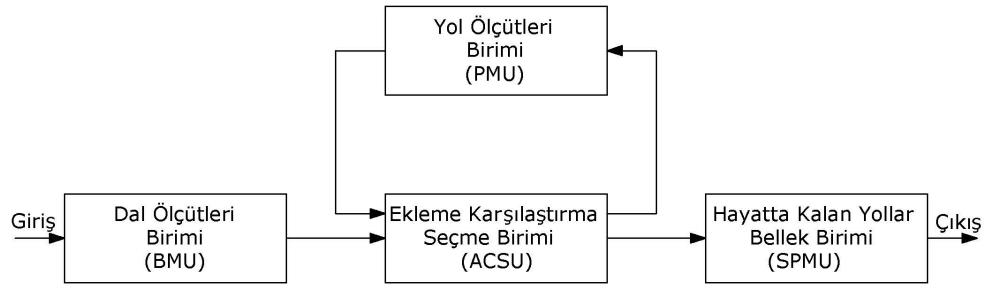 Yol Ölçütleri
Birimi
(PMU)
Giriş
Dal Ölçütleri
Birimi
(BMU)
Ekleme Karşılaştırma
Seçme Birimi
(ACSU)
Hayatta Kalan Yollar
Bellek Birimi
(SPMU)
Çıkış